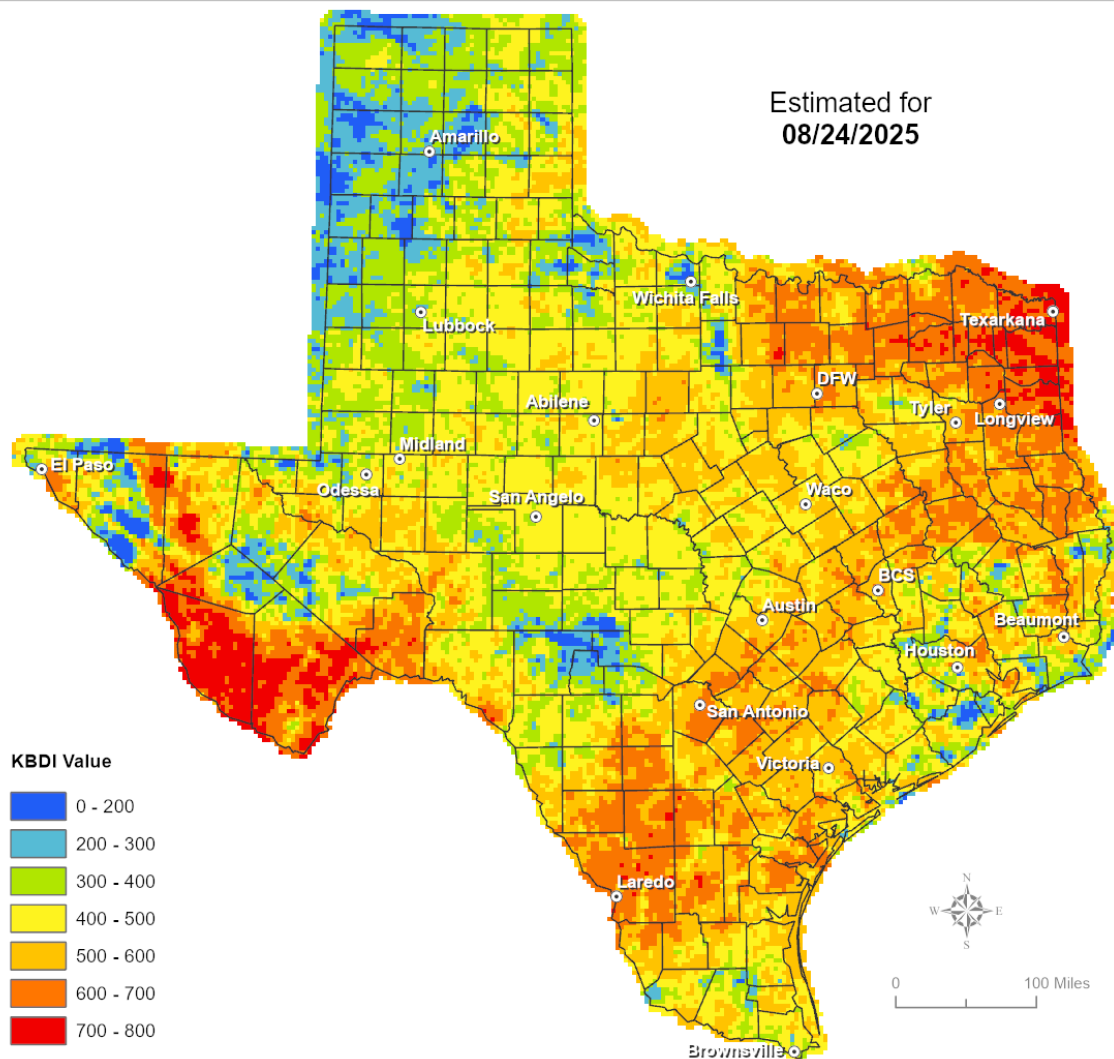 Estimated for
08/24/2025
Amarillo
Wichita Falls
Lubbock
Texarkana
DFW
Abilene
Tyler
Longview
Midland
El Paso
Odessa
San Angelo
Waco
BCS
Austin
Beaumont
Houston
San Antonio
Victoria
KBDI Value
0 - 200
200 - 300
300 - 400
400 - 500
500 - 600
600 - 700
700 - 800
Laredo
N
W
E
S
0
100 Miles
Brownsville